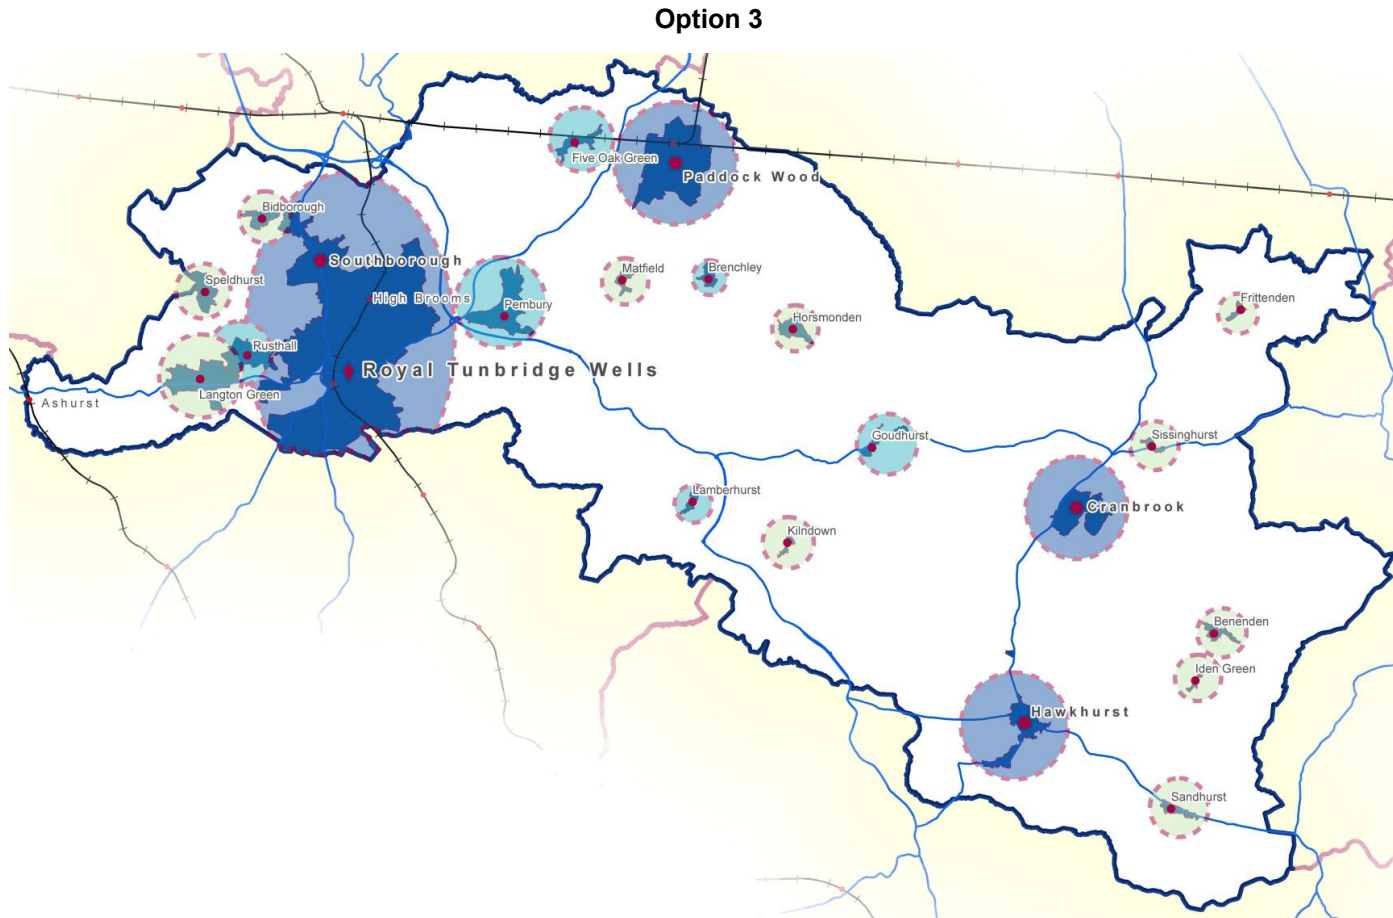 Option 3
Five Oak Green
Paddock Wood
Bidborough
Southborough
Speldhurst
High Brooms
Matfield
Brenchley
Pembury
Horsmonden
Frittenden
Rusthall
Royal Tunbridge Wells
Langton Green
Ashurst
Goudhurst
Sissinghurst
Lamberhurst
Cranbrook
Kilndown
Benenden
Iden Green
Hawkhurst
Sandhurst